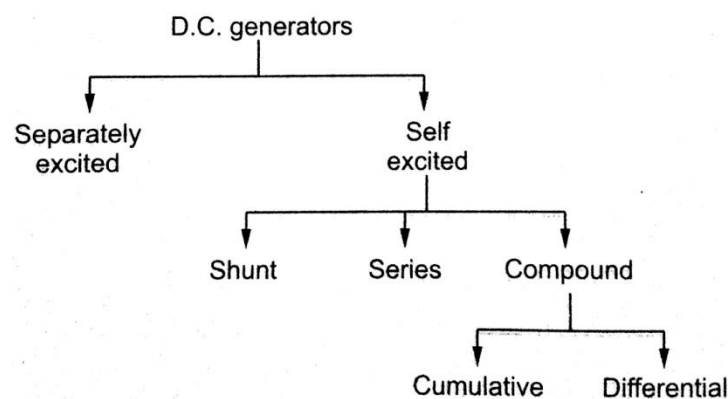 D.C. generators
Separately
excited
Self
excited
Shunt
Series
Compound
Cumulative
Differential